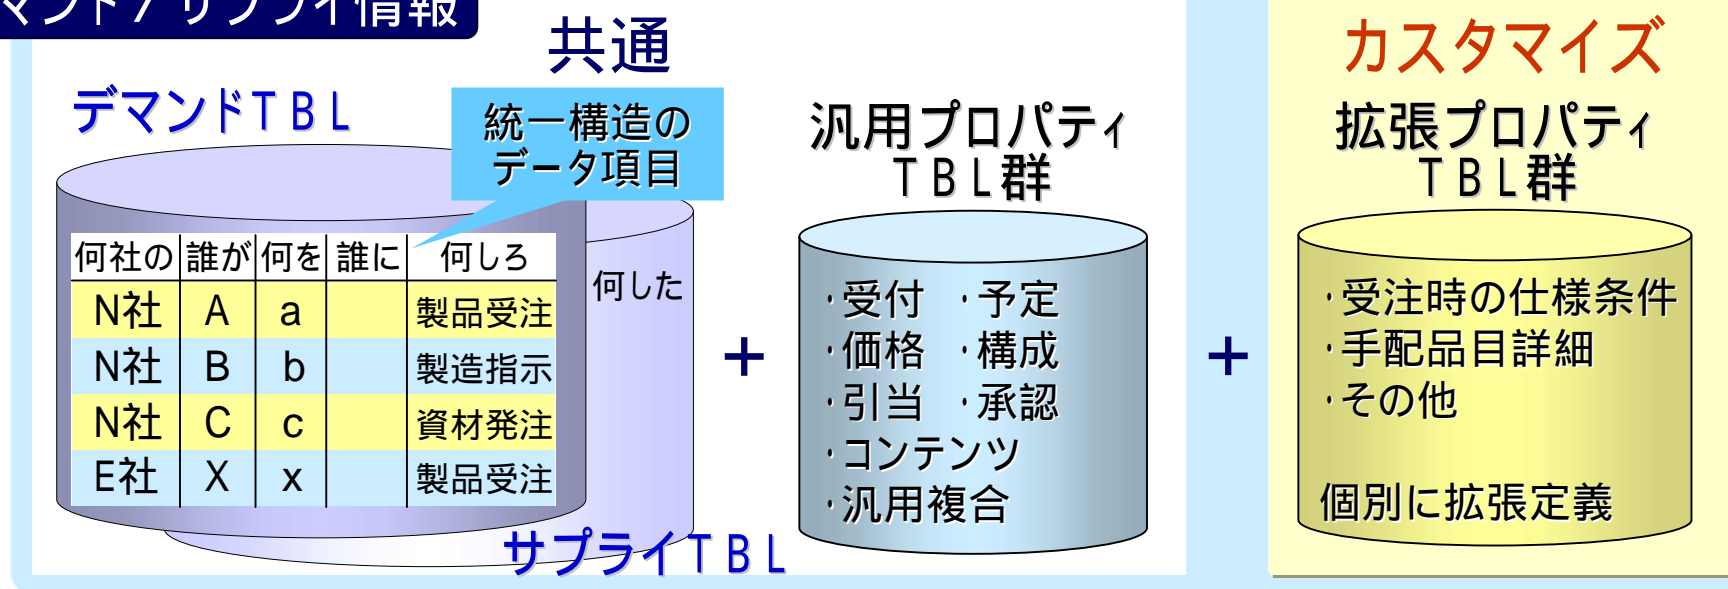 マンド／サプライ情報
共通
カスタマイズ
デマンドＴＢＬ
統一構造の
データ項目
何社の 誰が 何を 誰に 何しろ
N社 A a 製品受注
N社 B b 製造指示
N社 C c 資材発注
E社 X x 製品受注
何した
サプライＴＢＬ
+
汎用プロパティ
ＴＢＬ群
・受付 ・予定
・価格 ・構成
・引当 ・承認
・コンテンツ
・汎用複合
+
拡張プロパティ
ＴＢＬ群
・受注時の仕様条件
・手配品目詳細
・その他
個別に拡張定義